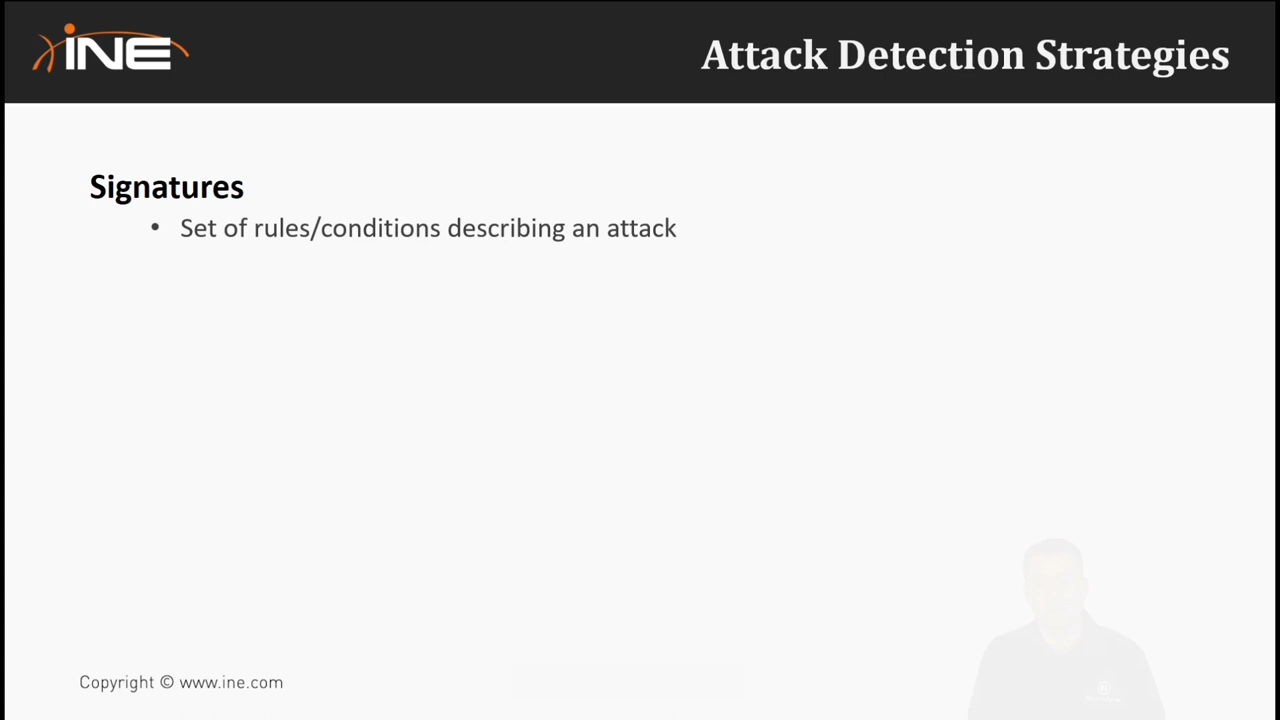 INE
Attack Detection Strategies
Signatures
• Set of rules/conditions describing an attack
Copyright © www.ine.com